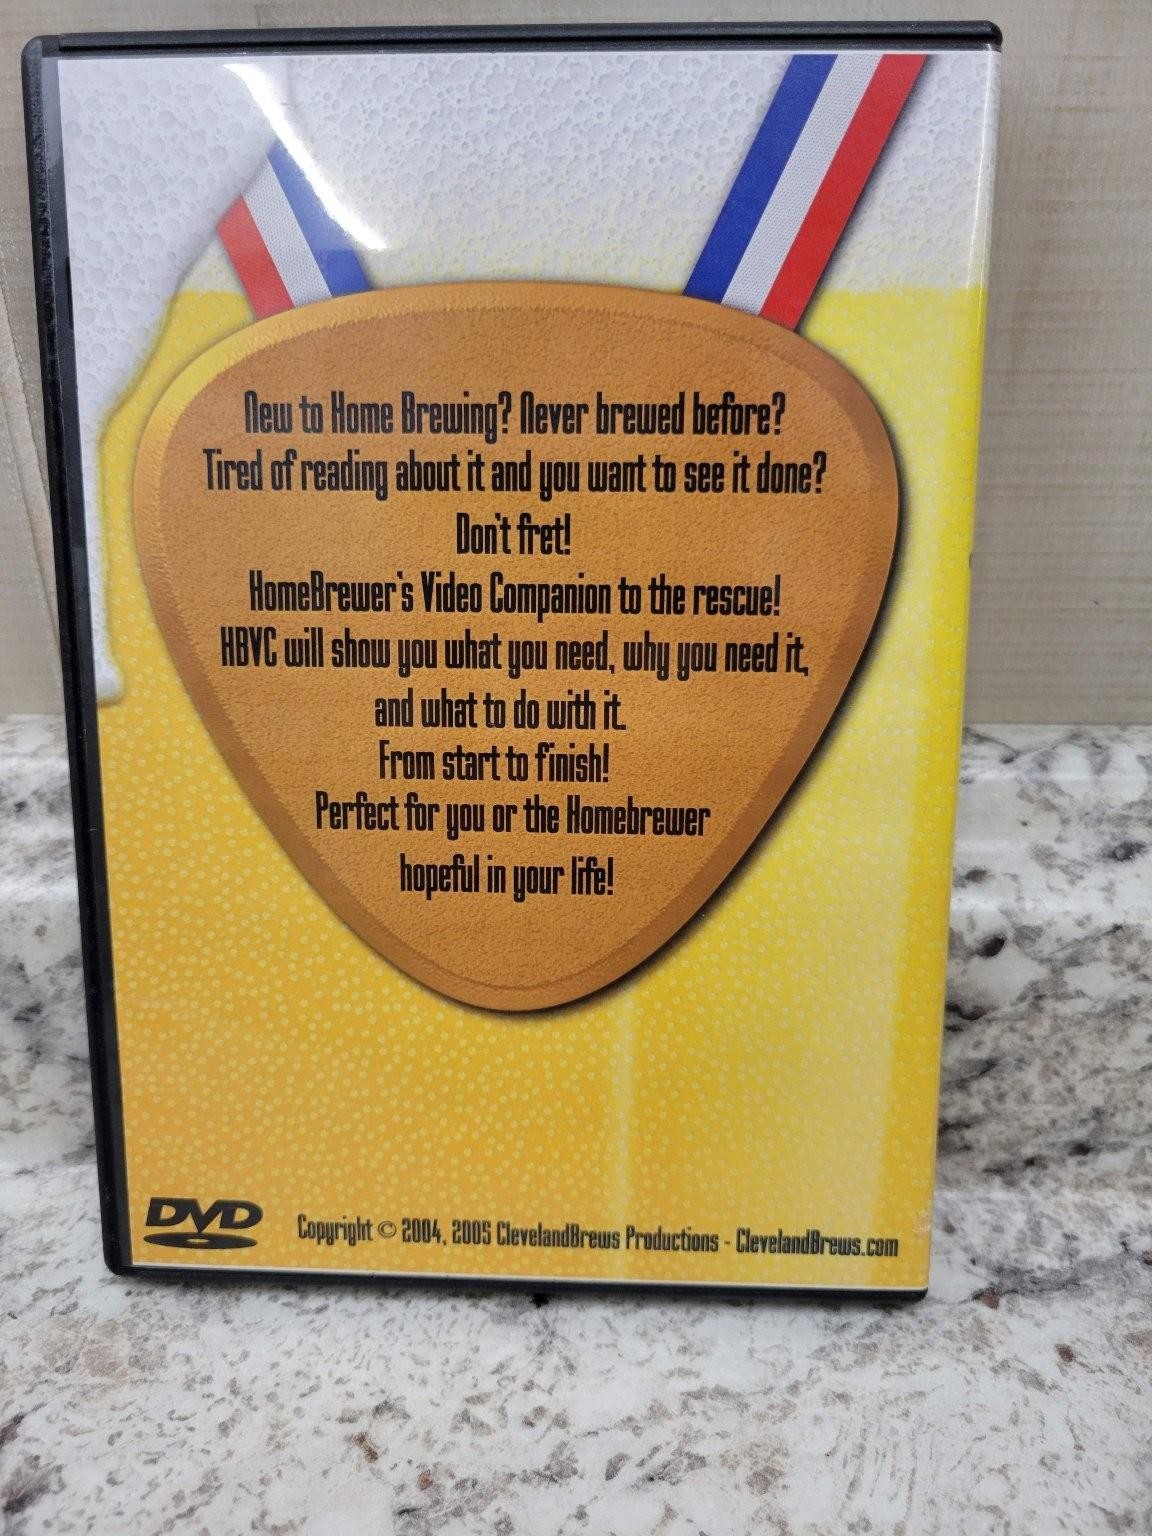 New to Home Brewing? Never brewed before?
Tired of reading about it and you want to see it done?
Don't fret!
HomeBrewer's Video Companion to the rescue!
HBVC will show you what you need, why you need it,
and what to do with it.
From start to finish!
Perfect for you or the Homebrewer
hopeful in your life!
DVD
Copyright © 2004, 2005 ClevelandBrews Productions - ClevelandBrews.com